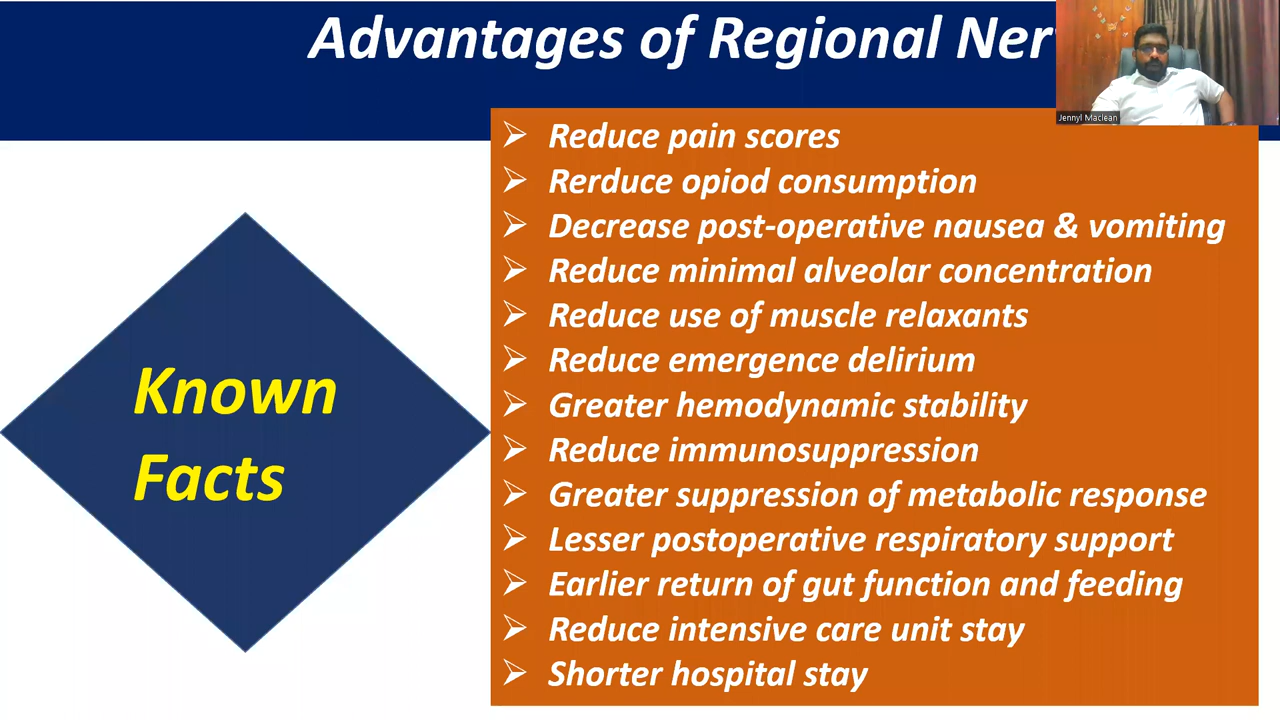 Advantages of Regional Ner
Jennyl Maclean
Known
Facts
➢ Reduce pain scores
➢ Rerduce opiod consumption
➢ Decrease post-operative nausea & vomiting
➢ Reduce minimal alveolar concentration
➢ Reduce use of muscle relaxants
➢ Reduce emergence delirium
➢ Greater hemodynamic stability
➢ Reduce immunosuppression
➢ Greater suppression of metabolic response
➢ Lesser postoperative respiratory support
➢ Earlier return of gut function and feeding
➢ Reduce intensive care unit stay
➢ Shorter hospital stay